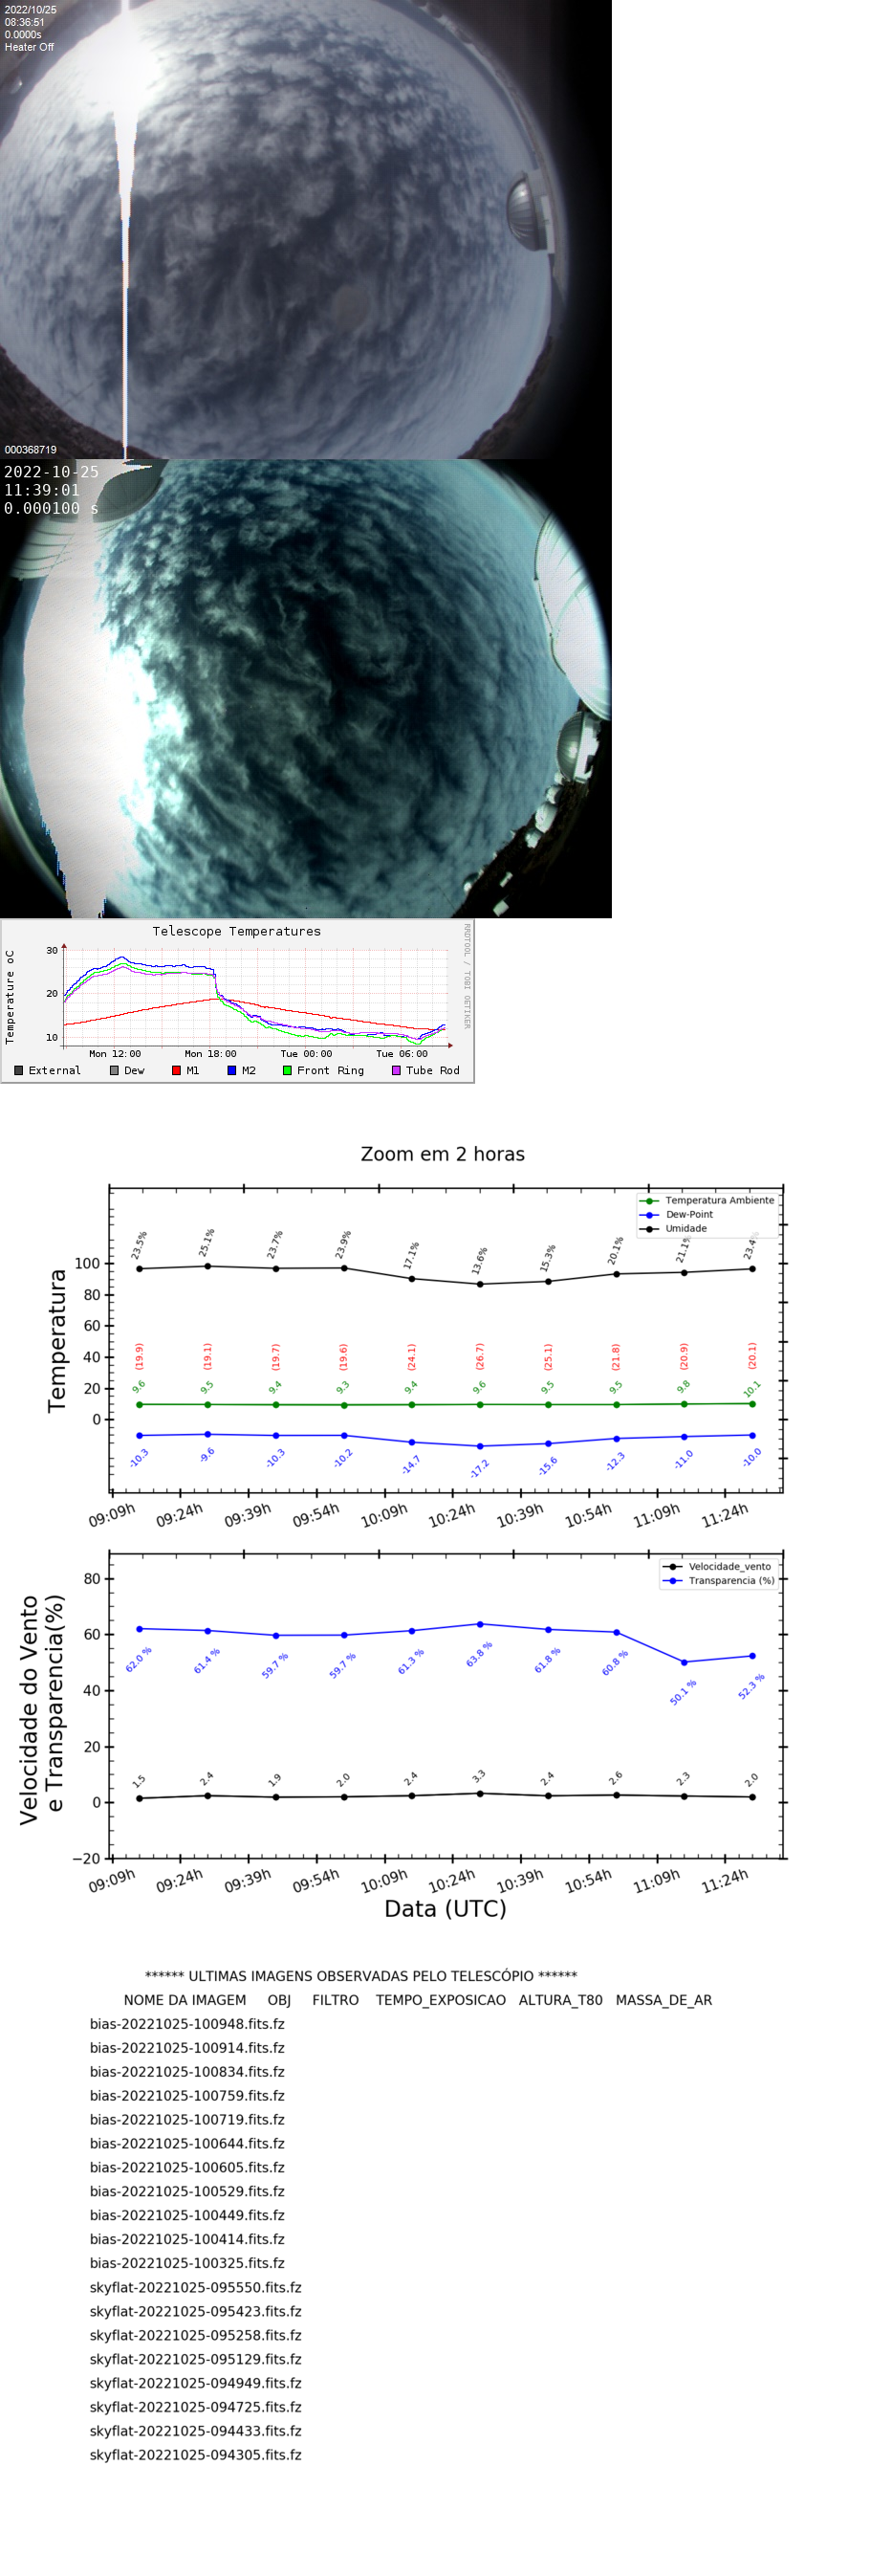 2022/10/25
08:36:51
0.0000s
Heater Off
000368719
2022-10-25
11:39:01
0.000100 s
Telescope Temperatures
RRDTOOL / TOBI OETIKER
Temperature oC
30
20
10
Mon 12:00 Mon 18:00 Tue 00:00 Tue 06:00
External Dew M1 M2 Front Ring Tube Rod
Zoom em 2 horas
Temperatura Ambiente
Dew-Point
Umidade
Temperatura
100
80
60
40
20
0
23.5% 25.1% 23.7% 23.9% 17.1% 13.6% 15.3% 20.1% 21.1% 23.4%
(19.9) (19.1) (19.7) (19.6) (24.1) (26.7) (25.1) (21.8) (20.9) (20.1)
9.6 9.5 9.4 9.3 9.4 9.6 9.5 9.5 9.8 10.1
-10.3 -9.6 -10.3 -10.2 -14.7 -17.2 -15.6 -12.3 -11.0 -10.0
09:09h 09:24h 09:39h 09:54h 10:09h 10:24h 10:39h 10:54h 11:09h 11:24h
Velocidade_vento
Transparencia (%)
Velocidade do Vento
e Transparencia(%)
80
60
40
20
0
−20
62.0 % 61.4 % 59.7 % 59.7 % 61.3 % 63.8 % 61.8 % 60.8 % 50.1 % 52.3 %
1.5 2.4 1.9 2.0 2.4 3.3 2.4 2.6 2.3 2.0
09:09h 09:24h 09:39h 09:54h 10:09h 10:24h 10:39h 10:54h 11:09h 11:24h
Data (UTC)
****** ULTIMAS IMAGENS OBSERVADAS PELO TELESCÓPIO ******
NOME DA IMAGEM OBJ FILTRO TEMPO_EXPOSICAO ALTURA_T80 MASSA_DE_AR
bias-20221025-100948.fits.fz
bias-20221025-100914.fits.fz
bias-20221025-100834.fits.fz
bias-20221025-100759.fits.fz
bias-20221025-100719.fits.fz
bias-20221025-100644.fits.fz
bias-20221025-100605.fits.fz
bias-20221025-100529.fits.fz
bias-20221025-100449.fits.fz
bias-20221025-100414.fits.fz
bias-20221025-100325.fits.fz
skyflat-20221025-095550.fits.fz
skyflat-20221025-095423.fits.fz
skyflat-20221025-095258.fits.fz
skyflat-20221025-095129.fits.fz
skyflat-20221025-094949.fits.fz
skyflat-20221025-094725.fits.fz
skyflat-20221025-094433.fits.fz
skyflat-20221025-094305.fits.fz